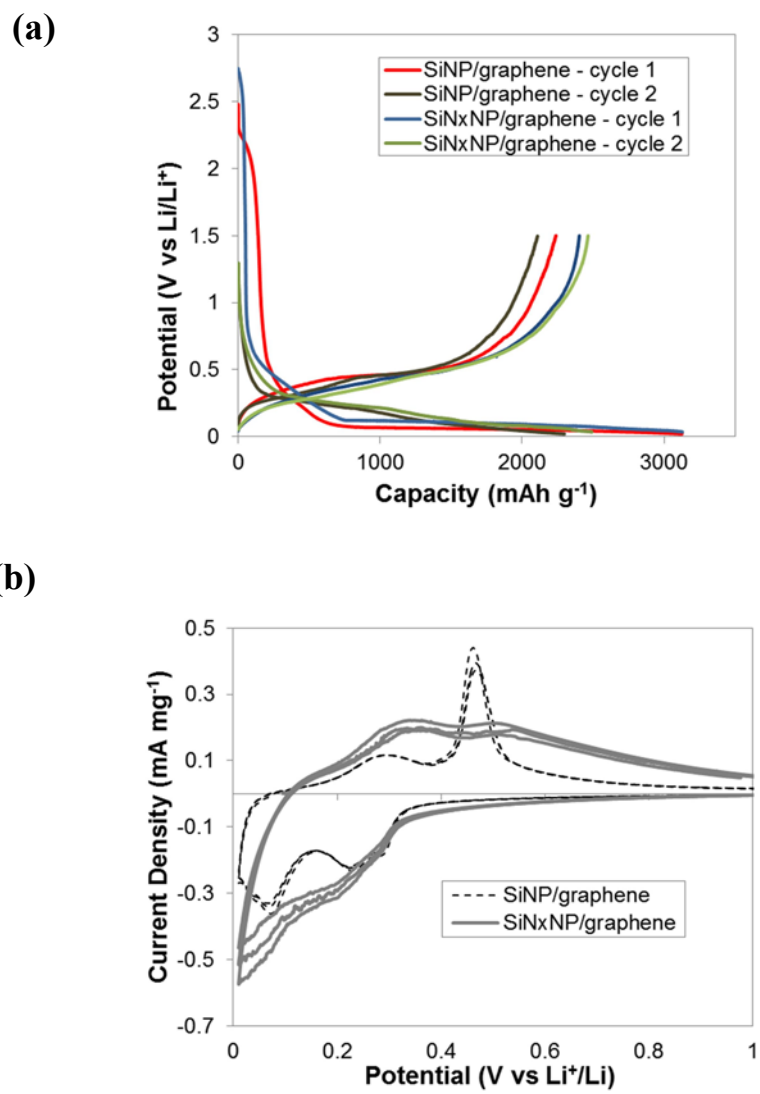 (a)
3
2.5
2
1.5
1
0.5
0
Potential (V vs Li/Li⁺)
SiNP/graphene - cycle 1
SiNP/graphene - cycle 2
SiNxNP/graphene - cycle 1
SiNxNP/graphene - cycle 2
0 1000 2000 3000
Capacity (mAh g⁻¹)
(b)
0.5
0.3
0.1
-0.1
-0.3
-0.5
-0.7
Current Density (mA mg⁻¹)
SiNP/graphene
SiNxNP/graphene
0 0.2 0.4 0.6 0.8 1
Potential (V vs Li⁺/Li)